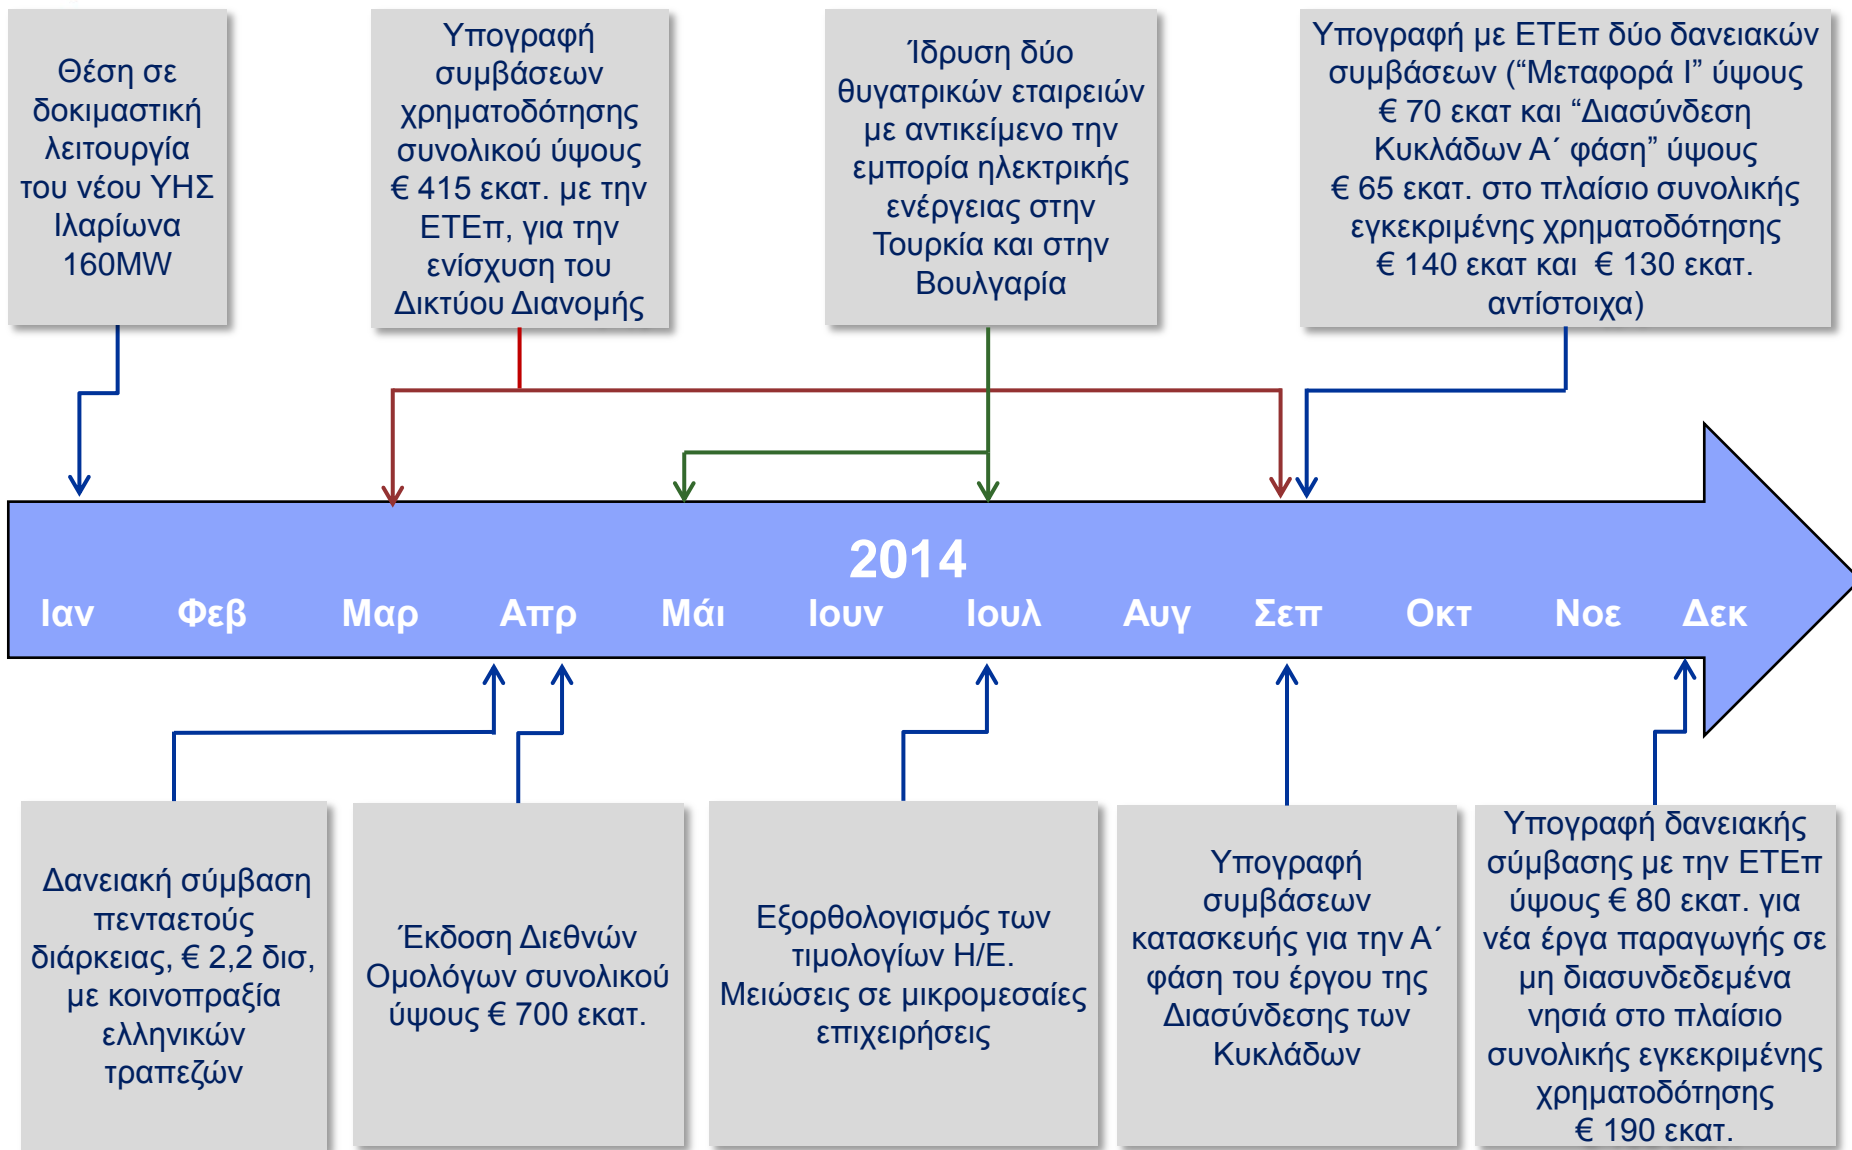 Θέση σε
δοκιμαστική
λειτουργία
του νέου ΥΗΣ
Ιλαρίωνα
160MW
Υπογραφή
συμβάσεων
χρηματοδότησης
συνολικού ύψους
€ 415 εκατ. με την
ΕΤΕπ, για την
ενίσχυση του
Δικτύου Διανομής
Ίδρυση δύο
θυγατρικών εταιρειών
με αντικείμενο την
εμπορία ηλεκτρικής
ενέργειας στην
Τουρκία και στην
Βουλγαρία
Υπογραφή με ΕΤΕπ δύο δανειακών
συμβάσεων (“Μεταφορά Ι” ύψους
€ 70 εκατ και “Διασύνδεση
Κυκλάδων Α΄ φάση” ύψους
€ 65 εκατ. στο πλαίσιο συνολικής
εγκεκριμένης χρηματοδότησης
€ 140 εκατ και € 130 εκατ.
αντίστοιχα)
2014
Ιαν Φεβ Μαρ Απρ Μάι Ιουν Ιουλ Αυγ Σεπ Οκτ Νοε Δεκ
Δανειακή σύμβαση
πενταετούς
διάρκειας, € 2,2 δισ,
με κοινοπραξία
ελληνικών
τραπεζών
Έκδοση Διεθνών
Ομολόγων συνολικού
ύψους € 700 εκατ.
Εξορθολογισμός των
τιμολογίων Η/Ε.
Μειώσεις σε μικρομεσαίες
επιχειρήσεις
Υπογραφή
συμβάσεων
κατασκευής για την Α΄
φάση του έργου της
Διασύνδεσης των
Κυκλάδων
Υπογραφή δανειακής
σύμβασης με την ΕΤΕπ
ύψους € 80 εκατ. για
νέα έργα παραγωγής σε
μη διασυνδεδεμένα
νησιά στο πλαίσιο
συνολικής εγκεκριμένης
χρηματοδότησης
€ 190 εκατ.